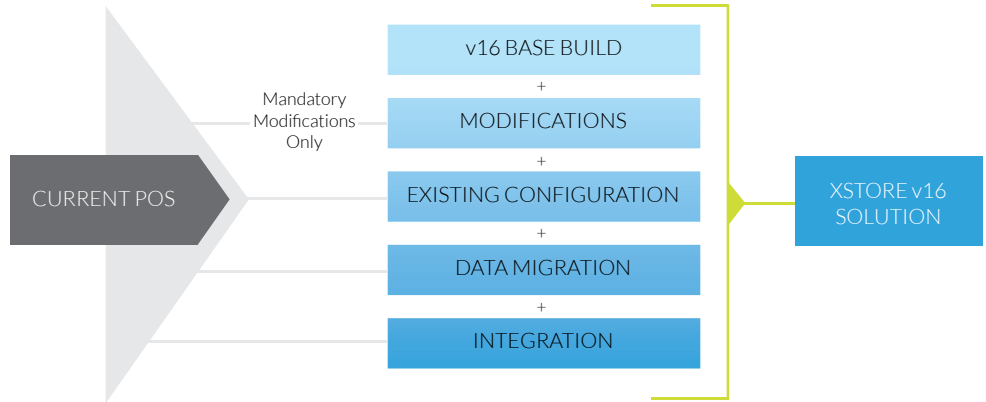 v16 BASE BUILD
+
Mandatory
Modifications
Only
MODIFICATIONS
+
CURRENT POS
EXISTING CONFIGURATION
XSTORE v16
SOLUTION
+
DATA MIGRATION
+
INTEGRATION